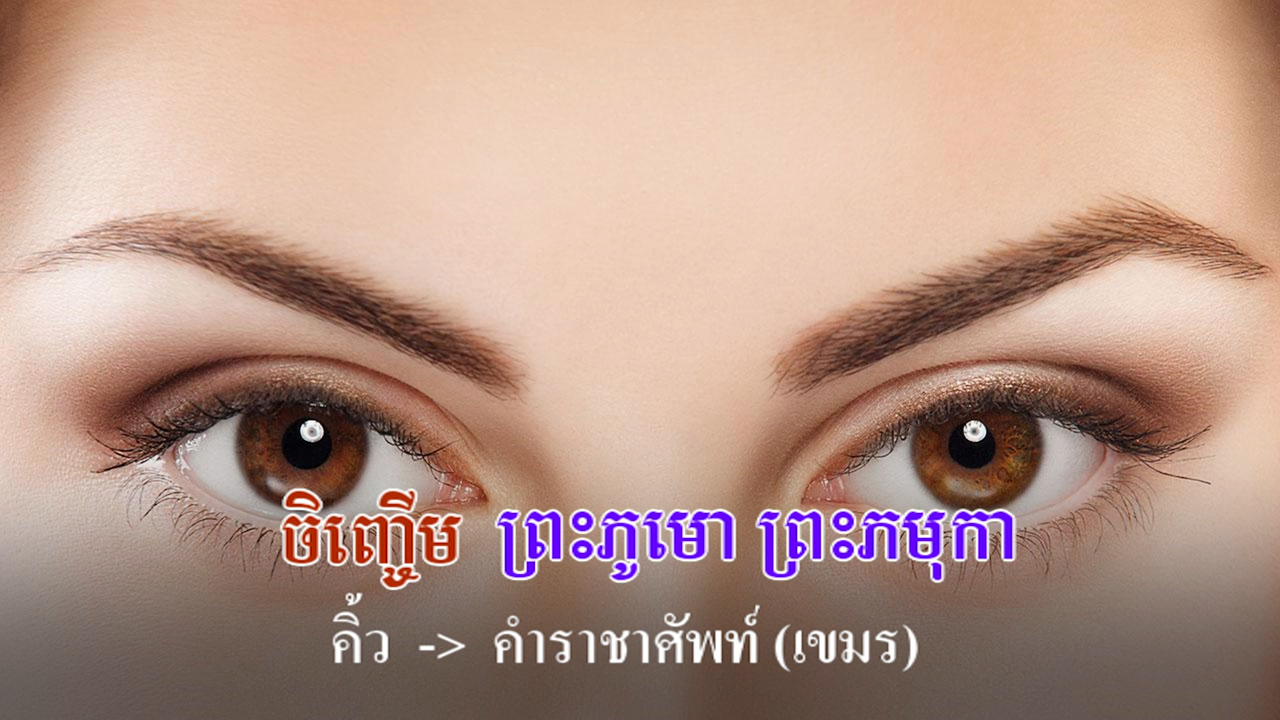 ចិញ្ចើម ព្រះភូមោ ព្រះភមុកា
คิ้ว -> คำราชาศัพท์ (เขมร)